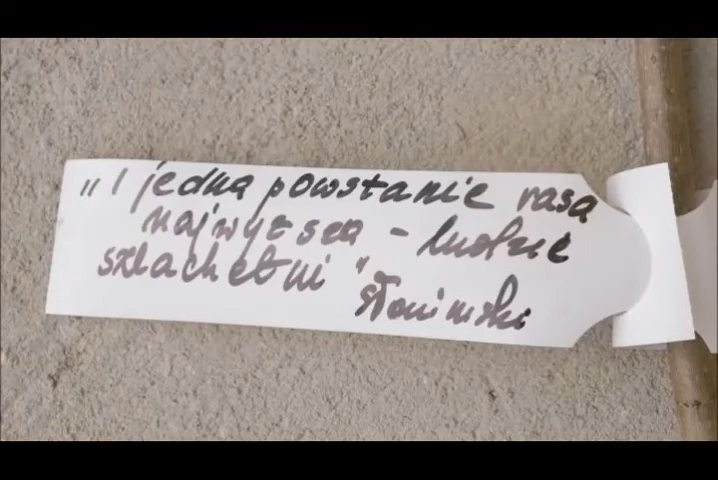 „I jedna powstanie rasa
najwyższa - ludzie
szlachetni"
Słonimski